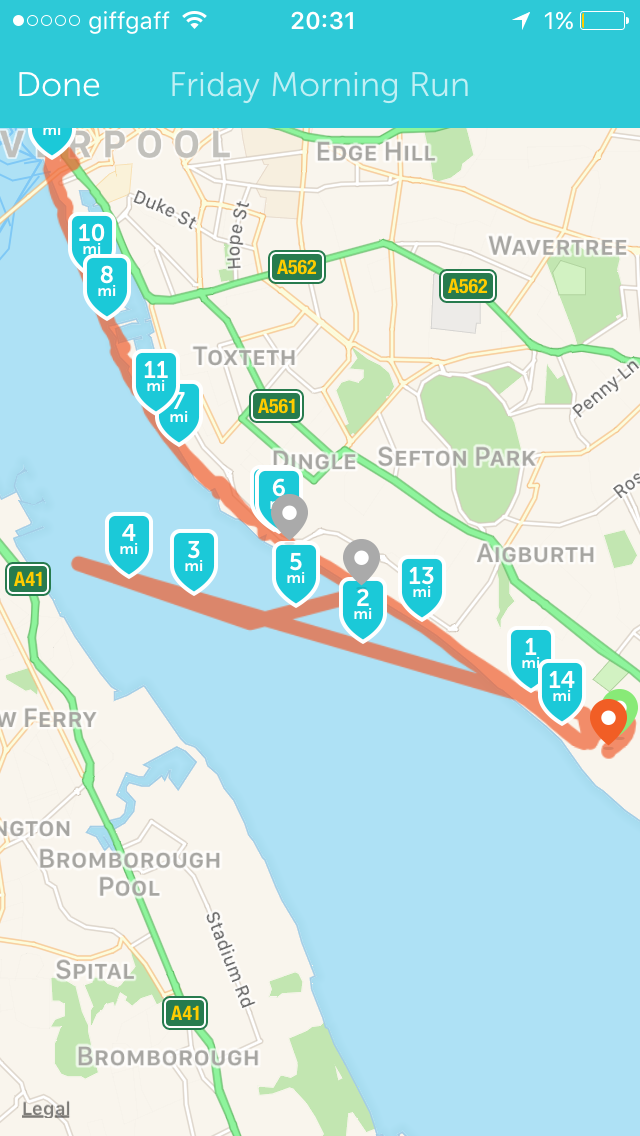 giffgaff 20:31 1%
Done Friday Morning Run
mi
VERPOOL
EDGE HILL
Duke St
Hope St
10
mi
WAVERTREE
8
mi
A562
A562
TOXTETH
11
mi
7
mi
Penny Ln
A561
DINGLE
SEFTON PARK
6
mi
Ros
4
mi
3
mi
5
mi
AIGBURTH
A41
13
mi
2
mi
1
mi
14
mi
W FERRY
NGTON
BROMBOROUGH
POOL
Stadium Rd
SPITAL
A41
BROMBOROUGH
Legal